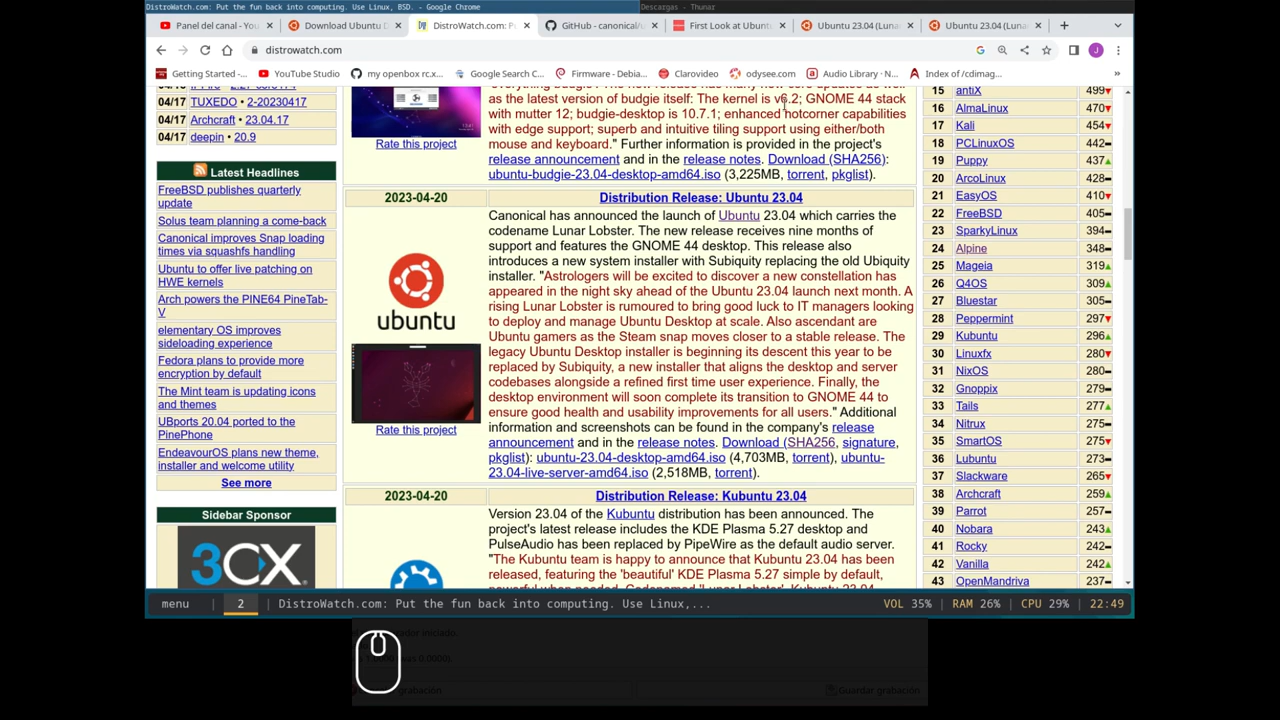 DistroWatch.com: Put the fun back into computing. Use Linux, BSD. - Google Chrome
Descargas - Thunar
Panel del canal - You
Download Ubuntu D
DistroWatch.com: P
GitHub - canonical/
First Look at Ubuntu
Ubuntu 23.04 (Luna
Ubuntu 23.04 (Luna
distrowatch.com
Getting Started -...
YouTube Studio
my openbox rc.x...
Google Search C...
Firmware - Debia...
Clarovideo
odysee.com
Audio Library · N...
Index of /cdimag...
»
TUXEDO
2-20230417
04/17
Archcraft
23.04.17
04/17
deepin
20.9
04/17
Latest Headlines
FreeBSD publishes quarterly
update
Solus team planning a come-back
Canonical improves Snap loading
times via squashfs handling
Ubuntu to offer live patching on
HWE kernels
Arch powers the PINE64 PineTab-
V
elementary OS improves
sideloading experience
Fedora plans to provide more
encryption by default
The Mint team is updating icons
and themes
UBports 20.04 ported to the
PinePhone
EndeavourOS plans new theme,
installer and welcome utility
See more
Sidebar Sponsor
3CX
as the latest version of budgie itself: The kernel is v6.2; GNOME 44 stack
with mutter 12; budgie-desktop is 10.7.1; enhanced hotcorner capabilities
with edge support; superb and intuitive tiling support using either/both
mouse and keyboard." Further information is provided in the project's
release announcement and in the release notes. Download (SHA256):
ubuntu-budgie-23.04-desktop-amd64.iso (3,225MB, torrent, pkglist).
Rate this project
2023-04-20
Distribution Release: Ubuntu 23.04
ubuntu
Rate this project
Canonical has announced the launch of Ubuntu 23.04 which carries the
codename Lunar Lobster. The new release receives nine months of
support and features the GNOME 44 desktop. This release also
introduces a new system installer with Subiquity replacing the old Ubiquity
installer. "Astrologers will be excited to discover a new constellation has
appeared in the night sky ahead of the Ubuntu 23.04 launch next month. A
rising Lunar Lobster is rumoured to bring good luck to IT managers looking
to deploy and manage Ubuntu Desktop at scale. Also ascendant are
Ubuntu gamers as the Steam snap moves closer to a stable release. The
legacy Ubuntu Desktop installer is beginning its descent this year to be
replaced by Subiquity, a new installer that aligns the desktop and server
codebases alongside a refined first time user experience. Finally, the
desktop environment will soon complete its transition to GNOME 44 to
ensure good health and usability improvements for all users." Additional
information and screenshots can be found in the company's release
announcement and in the release notes. Download (SHA256, signature,
pkglist): ubuntu-23.04-desktop-amd64.iso (4,703MB, torrent), ubuntu-
23.04-live-server-amd64.iso (2,518MB, torrent).
2023-04-20
Distribution Release: Kubuntu 23.04
Version 23.04 of the Kubuntu distribution has been announced. The
project's latest release includes the KDE Plasma 5.27 desktop and
PulseAudio has been replaced by PipeWire as the default audio server.
"The Kubuntu team is happy to announce that Kubuntu 23.04 has been
released, featuring the 'beautiful' KDE Plasma 5.27 simple by default,
15 antiX 499
16 AlmaLinux 470
17 Kali 454
18 PCLinuxOS 442
19 Puppy 437
20 ArcoLinux 428
21 EasyOS 410
22 FreeBSD 405
23 SparkyLinux 394
24 Alpine 348
25 Mageia 319
26 Q4OS 309
27 Bluestar 305
28 Peppermint 297
29 Kubuntu 296
30 Linuxfx 280
31 NixOS 280
32 Gnoppix 279
33 Tails 277
34 Nitrux 275
35 SmartOS 275
36 Lubuntu 273
37 Slackware 265
38 Archcraft 259
39 Parrot 257
40 Nobara 243
41 Rocky 242
42 Vanilla 242
43 OpenMandriva 237
menu
2
DistroWatch.com: Put the fun back into computing. Use Linux,...
VOL 35% | RAM 26% | CPU 29% | 22:49
Guardar grabación